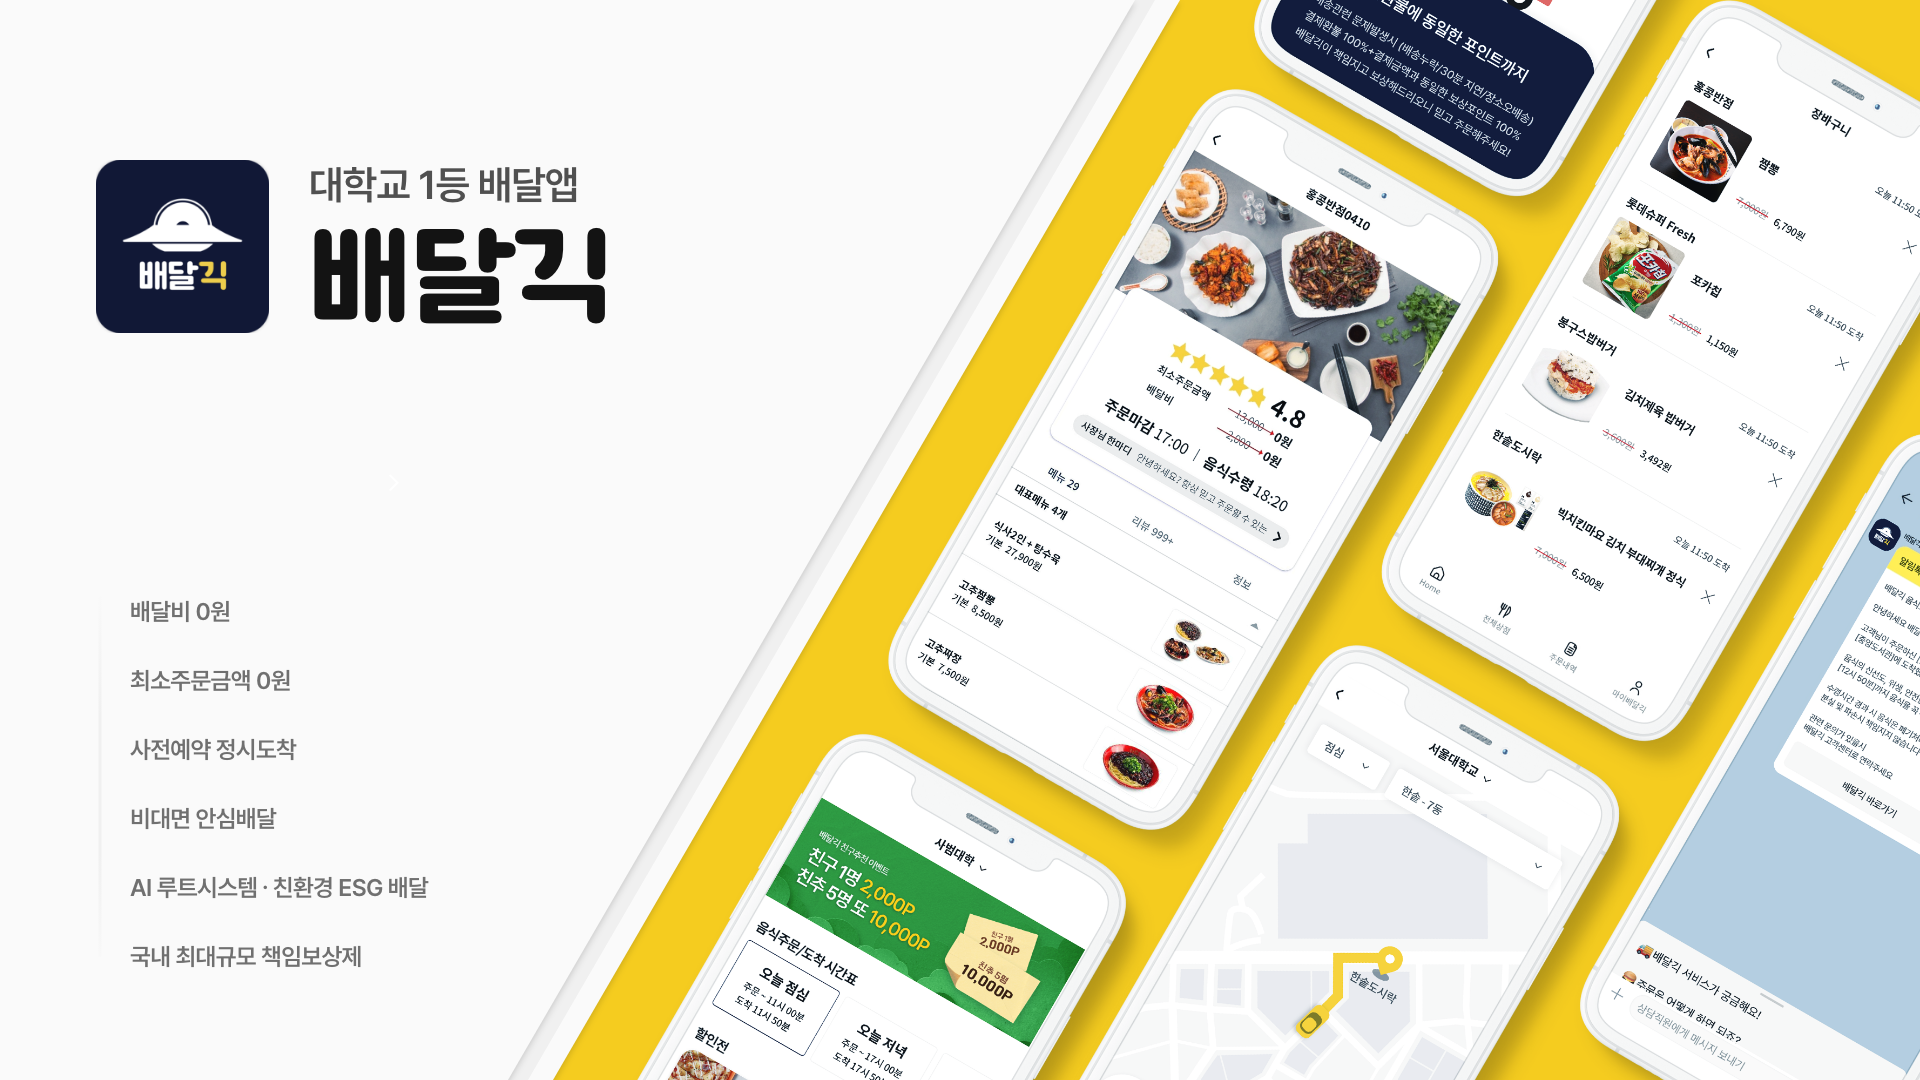 대학교 1등 배달앱
배달긱
배달긱
배달비 0원
최소주문금액 0원
사전예약 정시도착
비대면 안심배달
AI 루트시스템 · 친환경 ESG 배달
국내 최대규모 책임보상제
동일한 포인트까지
배송관련 문제발생시 (배송누락/30분 지연/장소오배송)
결제환불 100%+결제금액과 동일한 보상포인트 100%
배달긱이 책임지고 보상해드리오니 믿고 주문해주세요!
홍콩반점0410
4.8
최소주문금액 13,000 0원
배달비 2,000 0원
주문마감 17:00 | 음식수령 18:20
사장님 한마디 안녕하세요? 항상 믿고 주문할 수 있는
메뉴 29
리뷰 999+
정보
대표메뉴 4개
식사2인 + 탕수육
기본 27,900원
고추짬뽕
기본 8,500원
고추짜장
기본 7,500원
장바구니
홍콩반점
짬뽕
오늘 11:50
7,000원 6,790원
롯데슈퍼 Fresh
포카칩
포카칩
오늘 11:50 도착
1,300원 1,150원
봉구스밥버거
김치제육 밥버거
오늘 11:50 도착
3,600원 3,492원
한솥도시락
빅치킨마요 김치 부대찌개 정식
오늘 11:50 도착
7,000원 6,500원
Home
전체상점
주문내역
마이배달긱
사범대학
배달긱 친구추천 이벤트
친구 1명 2,000P
친추 5명 또 10,000P
친구 1명
2,000P
친추 5명
10,000P
음식주문/도착 시간표
오늘 점심
주문 ~ 11시 00분
도착 11시 50분
오늘 저녁
주문 ~ 17시 00분
도착 17시 50분
할인전
서울대학교
점심
한솥 - 7동
한솥도시락
배달긱
알림톡
배달긱 음식
안녕하세요 배달
고객님이 주문하신
[중앙도서관]에 도착
음식의 신선도, 위생, 안전
[12시 50분]까지 음식을 꼭
수령시간 경과 시 음식은 폐기처
분실 및 파손시 책임지지 않습니다
관련 문의가 있을시
배달긱 고객센터로 연락주세요
배달긱 바로가기
배달긱 서비스가 궁금해요!
주문은 어떻게 하면 되죠?
상담직원에게 메시지 보내기